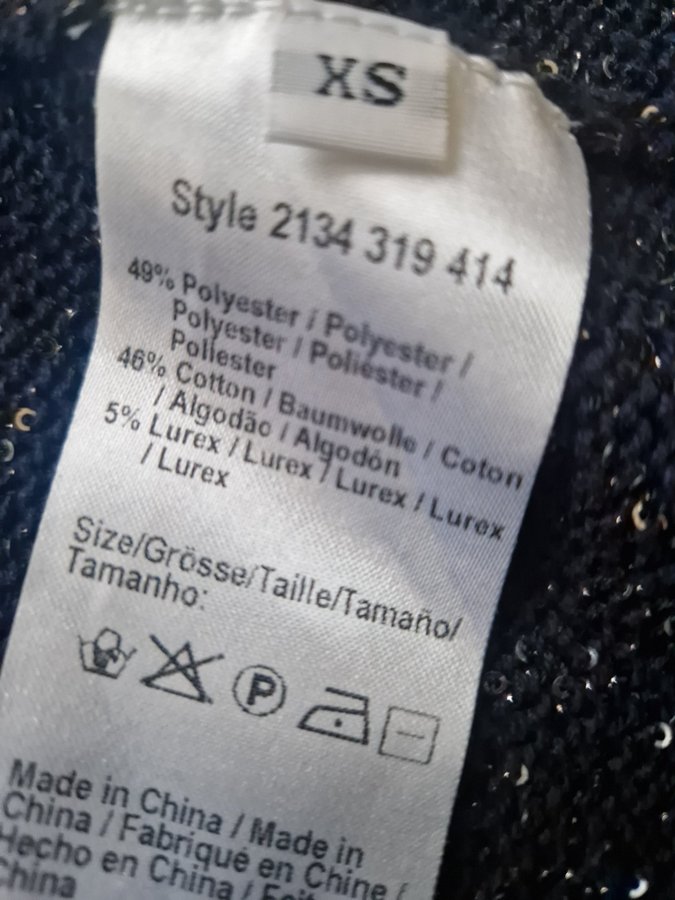 XS
Style 2134 319 414
49% Polyester / Polyester /
Polyester / Poliéster /
Poliester
46% Cotton / Baumwolle / Coton
/ Algodão / Algodón
5% Lurex / Lurex / Lurex / Lurex
/ Lurex
Size/Grösse/Taille/Tamaño/
Tamanho:
P
Made in China / Made in
China / Fabriqué en Chine /
Hecho en China / Feit
China